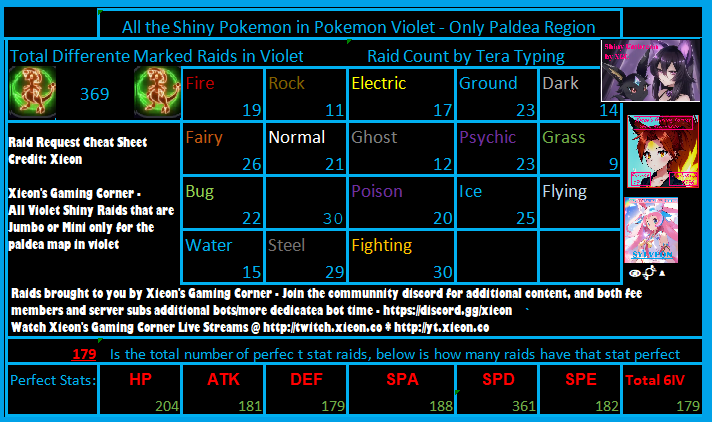 All the Shiny Pokemon in Pokemon Violet - Only Paldea Region
Total Differente Marked Raids in Violet
Raid Count by Tera Typing
369
Fire 19
Rock 11
Electric 17
Ground 23
Dark 14
Raid Request Cheat Sheet
Credit: Xieon
Fairy 26
Normal 21
Ghost 12
Psychic 23
Grass 9
Xieon's Gaming Corner -
All Violet Shiny Raids that are
Jumbo or Mini only for the
paldea map in violet
Bug 22
30
Poison 20
Ice 25
Flying
Water 15
Steel 29
Fighting 30
SYLVEON
Raids brought to you by Xieon's Gaming Corner - Join the communnity discord for additional content, and both fee
members and server subs additional bots/more dedicatea bot time - https://discord.gg/xieon
Watch Xieon's Gaming Corner Live Streams @ http://twitch.xieon.co * http://yt.xieon.co
179 Is the total number of perfec t stat raids, below is how many raids have that stat perfect
Perfect Stats: HP ATK DEF SPA SPD SPE Total 6IV
204 181 179 188 361 182 179